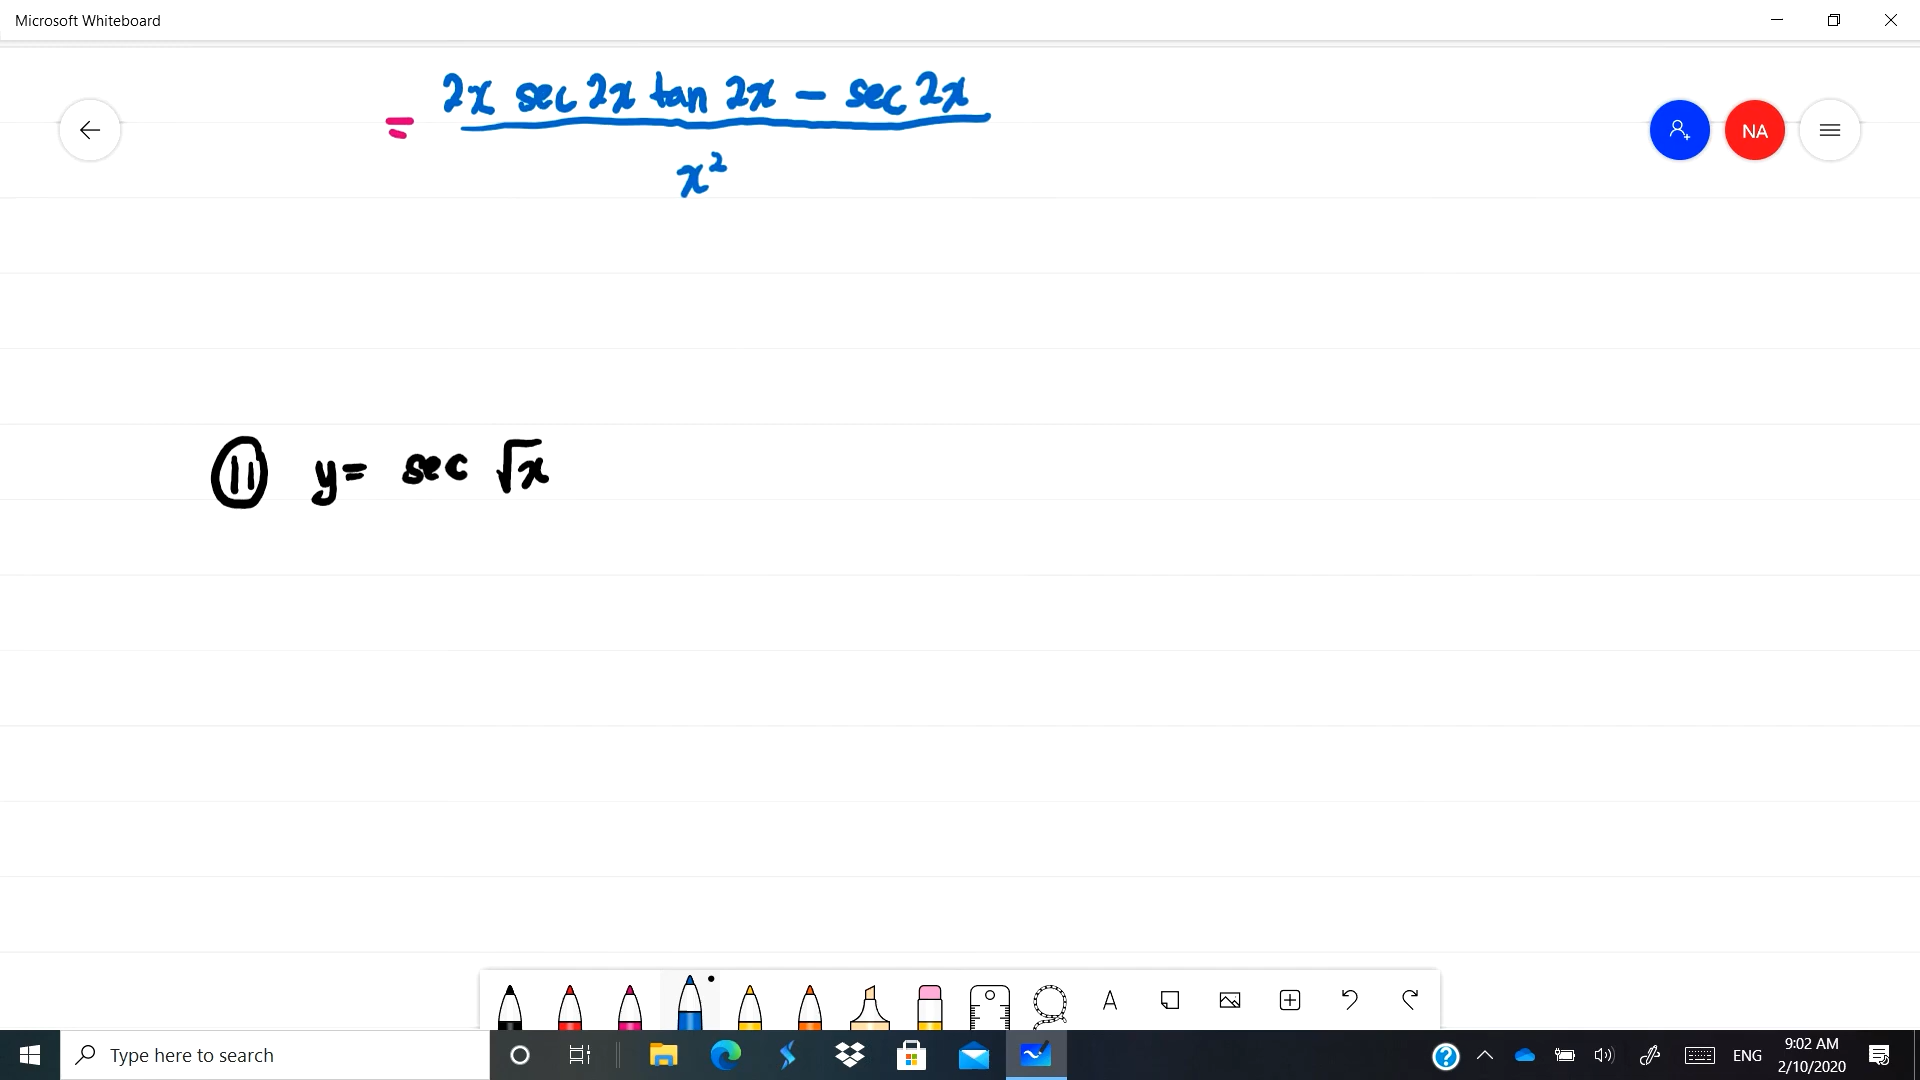 Microsoft Whiteboard
2x sec 2x tan 2x - sec 2x
=
x²
NA
⑪ y= sec √x
A
Type here to search
ENG
9:02 AM
2/10/2020